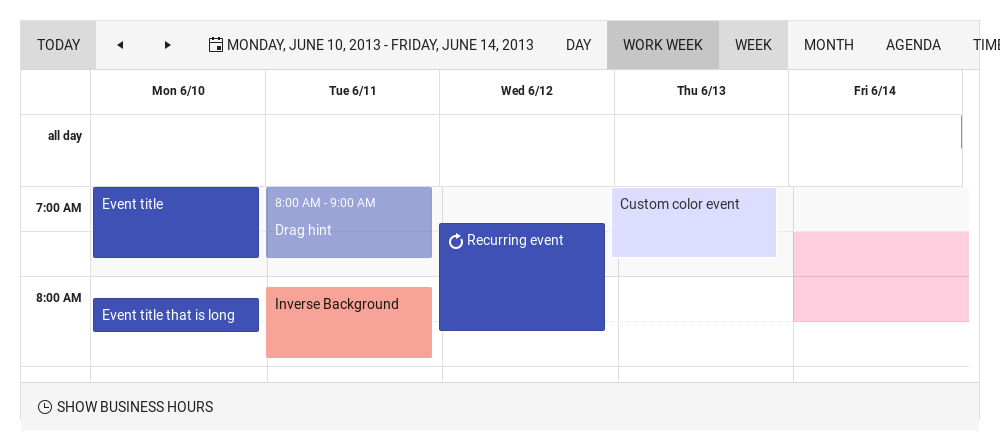 TODAY MONDAY, JUNE 10, 2013 - FRIDAY, JUNE 14, 2013 DAY WORK WEEK WEEK MONTH AGENDA TIME
Mon 6/10 Tue 6/11 Wed 6/12 Thu 6/13 Fri 6/14
all day
7:00 AM
Event title
8:00 AM - 9:00 AM
Drag hint
Recurring event
Custom color event
8:00 AM
Event title that is long
Inverse Background
SHOW BUSINESS HOURS